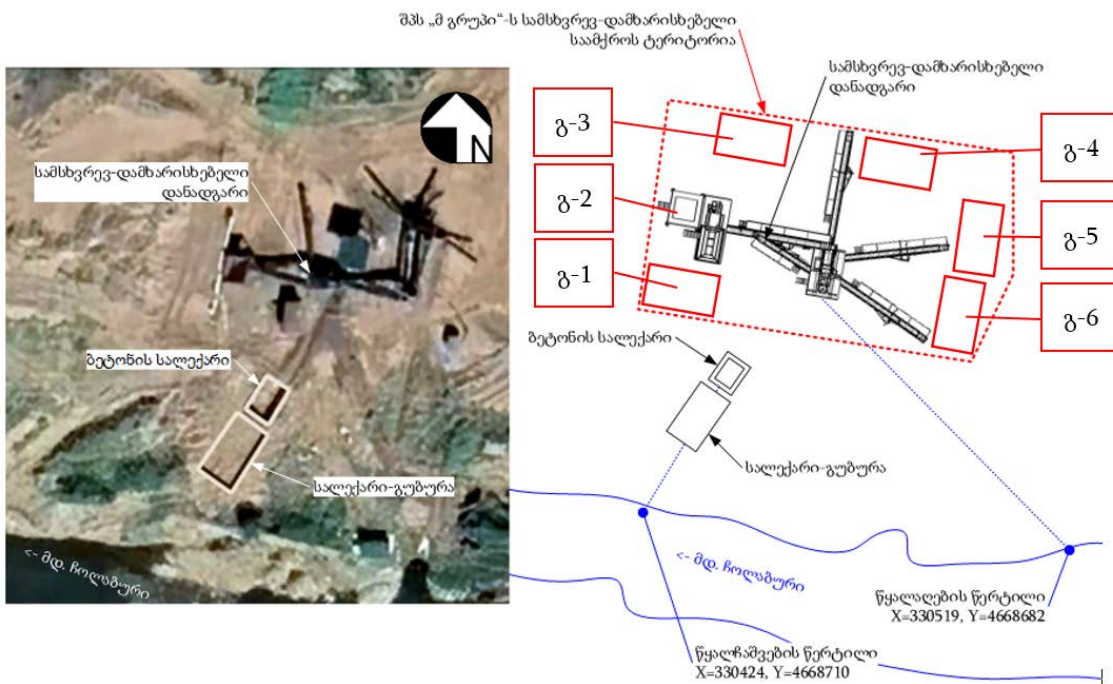 შპს „მ გრუპი“-ს სამსხვრევ-დამხარისხებელი
საამქროს ტერიტორია
სამსხვრევ-დამხარისხებელი
დანადგარი
გ-3
გ-4
N
სამსხვრევ-დამხარისხებელი
დანადგარი
გ-2
გ-5
გ-1
გ-6
ბეტონის სალექარი
ბეტონის სალექარი
სალექარი-გუბურა
სალექარი-გუბურა
<- მდ. ჩოლაბური
<- მდ. ჩოლაბური
წყალაღების წერტილი
X=330519, Y=4668682
წყალჩაშვების წერტილი
X=330424, Y=4668710